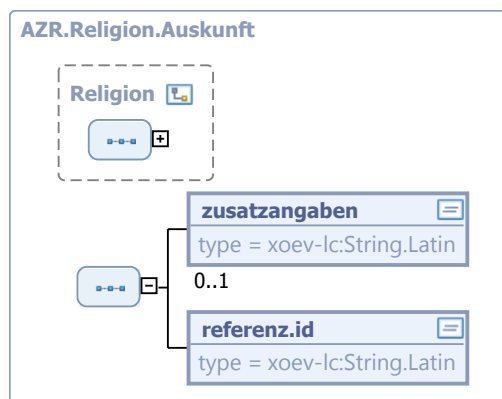 AZR.Religion.Auskunft
Religion
zusatzangaben
type = xoev-lc:String.Latin
0..1
referenz.id
type = xoev-lc:String.Latin